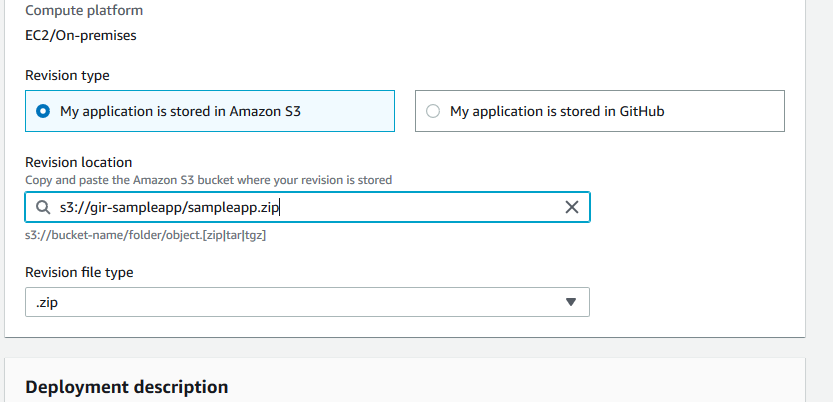 Compute platform
EC2/On-premises
Revision type
My application is stored in Amazon S3
My application is stored in GitHub
Revision location
Copy and paste the Amazon S3 bucket where your revision is stored
s3://gir-sampleapp/sampleapp.zip
s3://bucket-name/folder/object.[zip|tar|tgz]
Revision file type
.zip
Deployment description